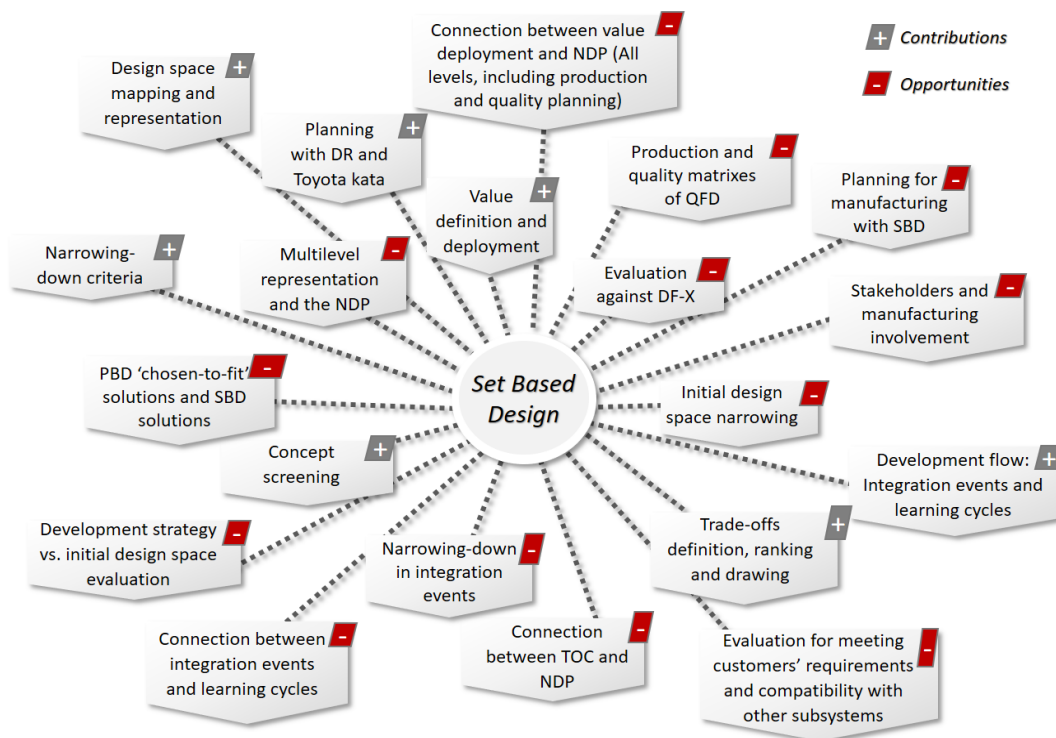 Connection between value
deployment and NDP (All
levels, including production
and quality planning)
-
+
Contributions
-
Opportunities
Design space
mapping and
representation
+
Planning
with DR and
Toyota kata
+
Value
definition and
deployment
+
Production and
quality matrixes
of QFD
-
Planning for
manufacturing
with SBD
-
Narrowing-
down criteria
+
Multilevel
representation
and the NDP
-
Evaluation
against DF-X
-
Stakeholders and
manufacturing
involvement
-
PBD ‘chosen-to-fit’
solutions and SBD
solutions
-
Set Based
Design
Initial design
space narrowing
-
Concept
screening
+
Development flow:
Integration events and
learning cycles
+
Development strategy
vs. initial design space
evaluation
-
Narrowing-down
in integration
events
-
Trade-offs
definition, ranking
and drawing
+
Connection between
integration events
and learning cycles
-
Connection
between TOC and
NDP
-
Evaluation for meeting
customers’ requirements
and compatibility with
other subsystems
-